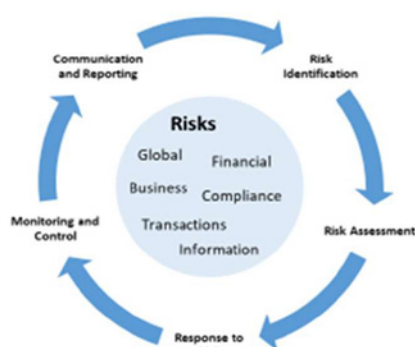 Communication
and Reporting
Risk
Identification
Risks
Global
Financial
Business
Compliance
Transactions
Information
Monitoring and
Control
Risk Assessment
Response to